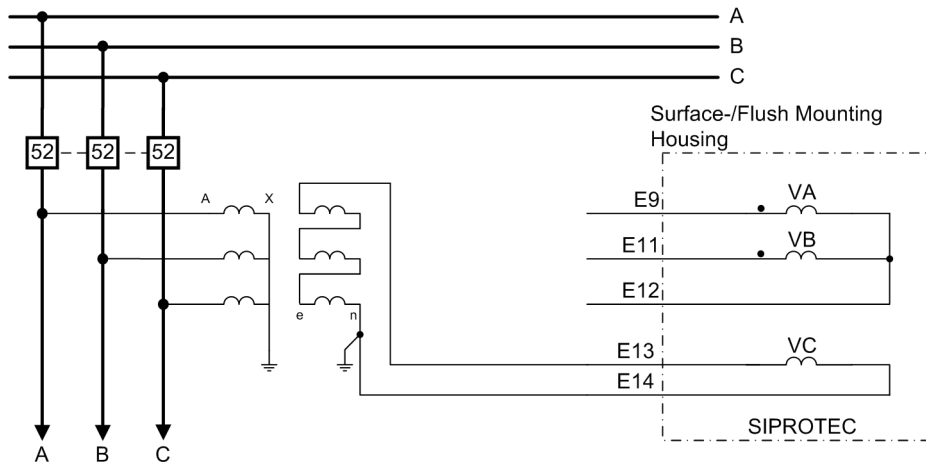 A
B
C
Surface-/Flush Mounting
Housing
52
52
52
A
X
E9
VA
E11
VB
E12
e
n
E13
VC
E14
SIPROTEC
A
B
C